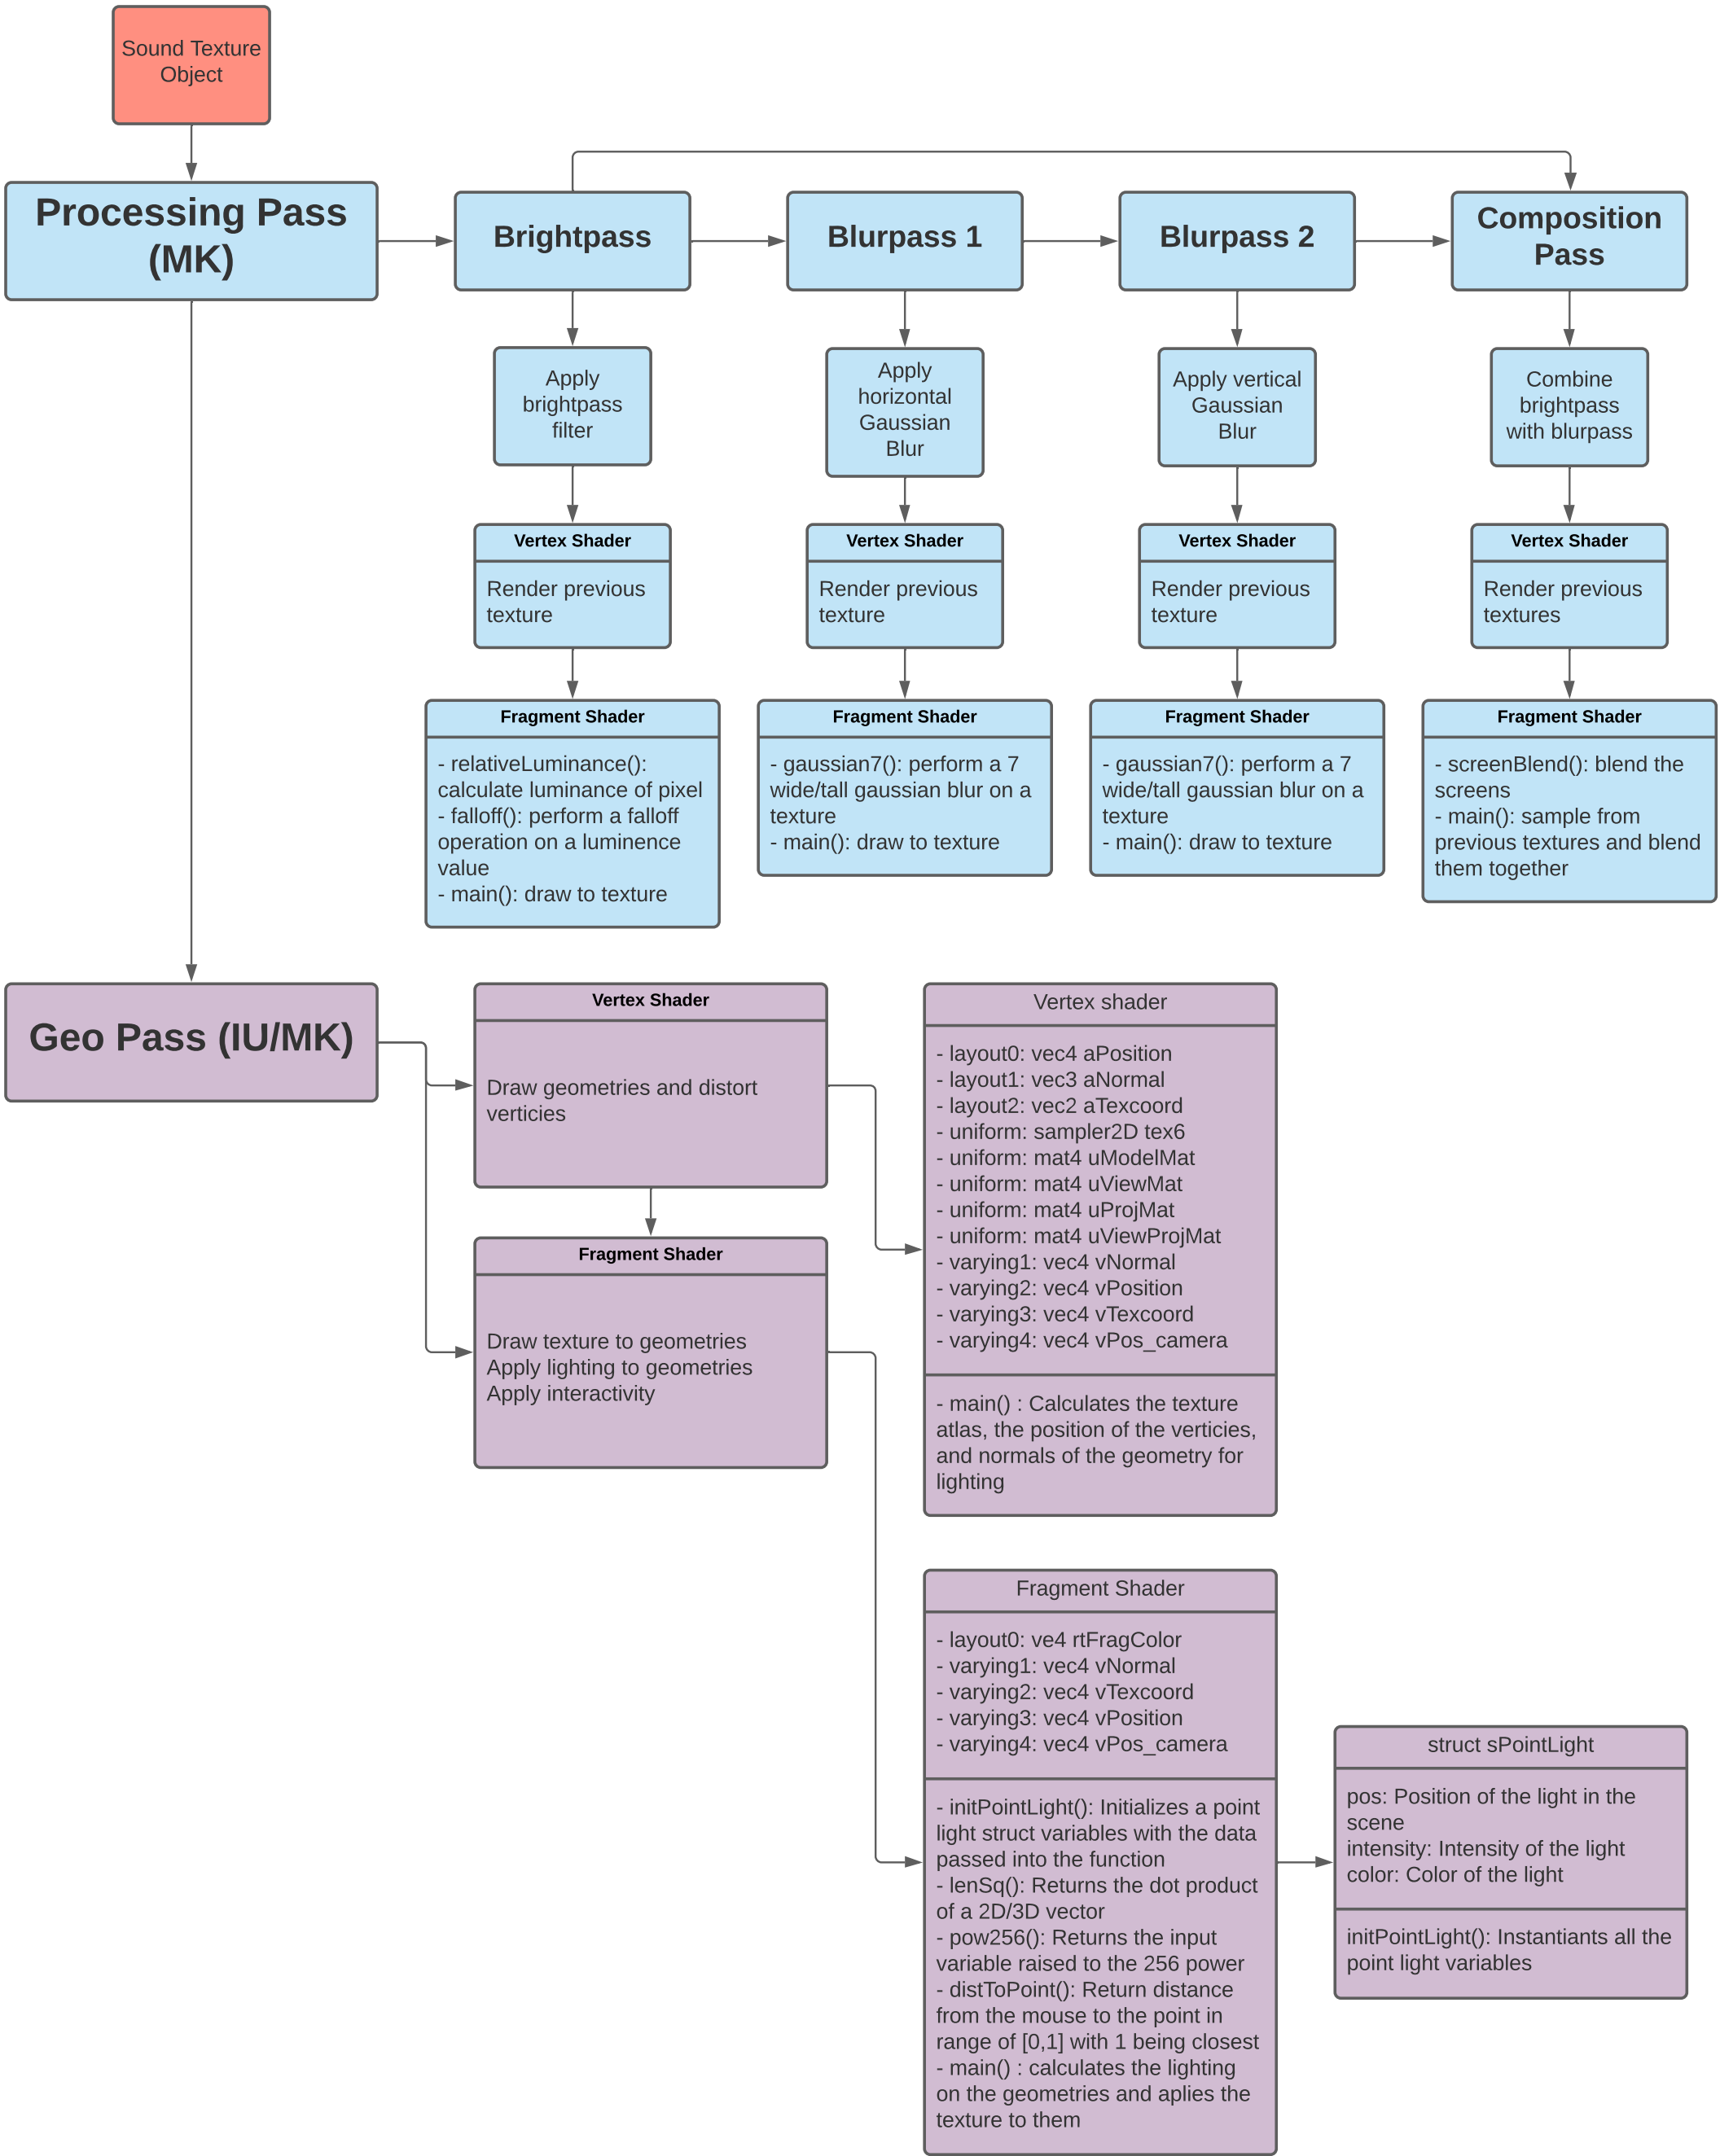 Sound Texture
Object
Processing Pass
(MK)
Brightpass
Blurpass 1
Blurpass 2
Composition
Pass
Apply
brightpass
filter
Apply
horizontal
Gaussian
Blur
Apply vertical
Gaussian
Blur
Combine
brightpass
with blurpass
Vertex Shader
Render previous
texture
Vertex Shader
Render previous
texture
Vertex Shader
Render previous
texture
Vertex Shader
Render previous
textures
Fragment Shader
- relativeLuminance():
calculate luminance of pixel
- falloff(): perform a falloff
operation on a luminence
value
- main(): draw to texture
Fragment Shader
- gaussian7(): perform a 7
wide/tall gaussian blur on a
texture
- main(): draw to texture
Fragment Shader
- gaussian7(): perform a 7
wide/tall gaussian blur on a
texture
- main(): draw to texture
Fragment Shader
- screenBlend(): blend the
screens
- main(): sample from
previous textures and blend
them together
Geo Pass (IU/MK)
Vertex Shader
Draw geometries and distort
verticies
Fragment Shader
Draw texture to geometries
Apply lighting to geometries
Apply interactivity
Vertex shader
- layout0: vec4 aPosition
- layout1: vec3 aNormal
- layout2: vec2 aTexcoord
- uniform: sampler2D tex6
- uniform: mat4 uModelMat
- uniform: mat4 uViewMat
- uniform: mat4 uProjMat
- uniform: mat4 uViewProjMat
- varying1: vec4 vNormal
- varying2: vec4 vPosition
- varying3: vec4 vTexcoord
- varying4: vec4 vPos_camera
- main() : Calculates the texture
atlas, the position of the verticies,
and normals of the geometry for
lighting
Fragment Shader
- layout0: ve4 rtFragColor
- varying1: vec4 vNormal
- varying2: vec4 vTexcoord
- varying3: vec4 vPosition
- varying4: vec4 vPos_camera
- initPointLight(): Initializes a point
light struct variables with the data
passed into the function
- lenSq(): Returns the dot product
of a 2D/3D vector
- pow256(): Returns the input
variable raised to the 256 power
- distToPoint(): Return distance
from the mouse to the point in
range of [0,1] with 1 being closest
- main() : calculates the lighting
on the geometries and aplies the
texture to them
struct sPointLight
pos: Position of the light in the
scene
intensity: Intensity of the light
color: Color of the light
initPointLight(): Instantiants all the
point light variables